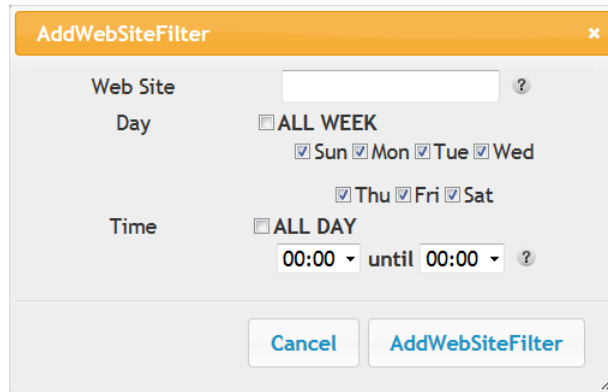 AddWebSiteFilter ×
Web Site ?
Day ALL WEEK
Sun Mon Tue Wed
Thu Fri Sat
Time ALL DAY
00:00 until 00:00 ?
Cancel AddWebSiteFilter